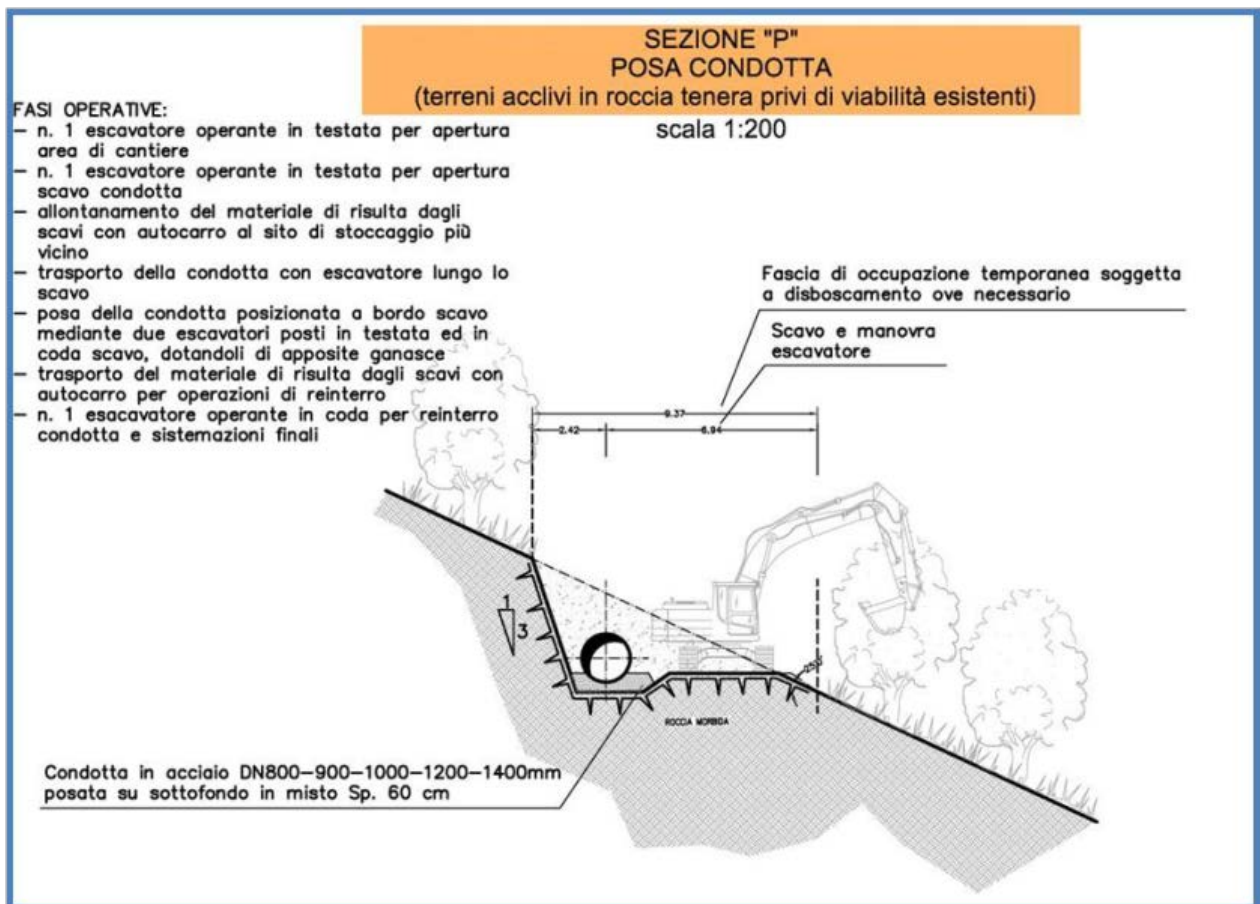 SEZIONE "P"
POSA CONDOTTA
(terreni acclivi in roccia tenera privi di viabilità esistenti)
scala 1:200
FASI OPERATIVE:
– n. 1 escavatore operante in testata per apertura
area di cantiere
– n. 1 escavatore operante in testata per apertura
scavo condotta
– allontanamento del materiale di risulta dagli
scavi con autocarro al sito di stoccaggio più
vicino
– trasporto della condotta con escavatore lungo lo
scavo
– posa della condotta posizionata a bordo scavo
mediante due escavatori posti in testata ed in
coda scavo, dotandoli di apposite ganasce
– trasporto del materiale di risulta dagli scavi con
autocarro per operazioni di reinterro
– n. 1 esacavatore operante in coda per reinterro
condotta e sistemazioni finali
Fascia di occupazione temporanea soggetta
a disboscamento ove necessario
Scavo e manovra
escavatore
9.37
2.42
6.94
1
3
ROCCIA MORBIDA
Condotta in acciaio DN800–900–1000–1200–1400mm
posata su sottofondo in misto Sp. 60 cm